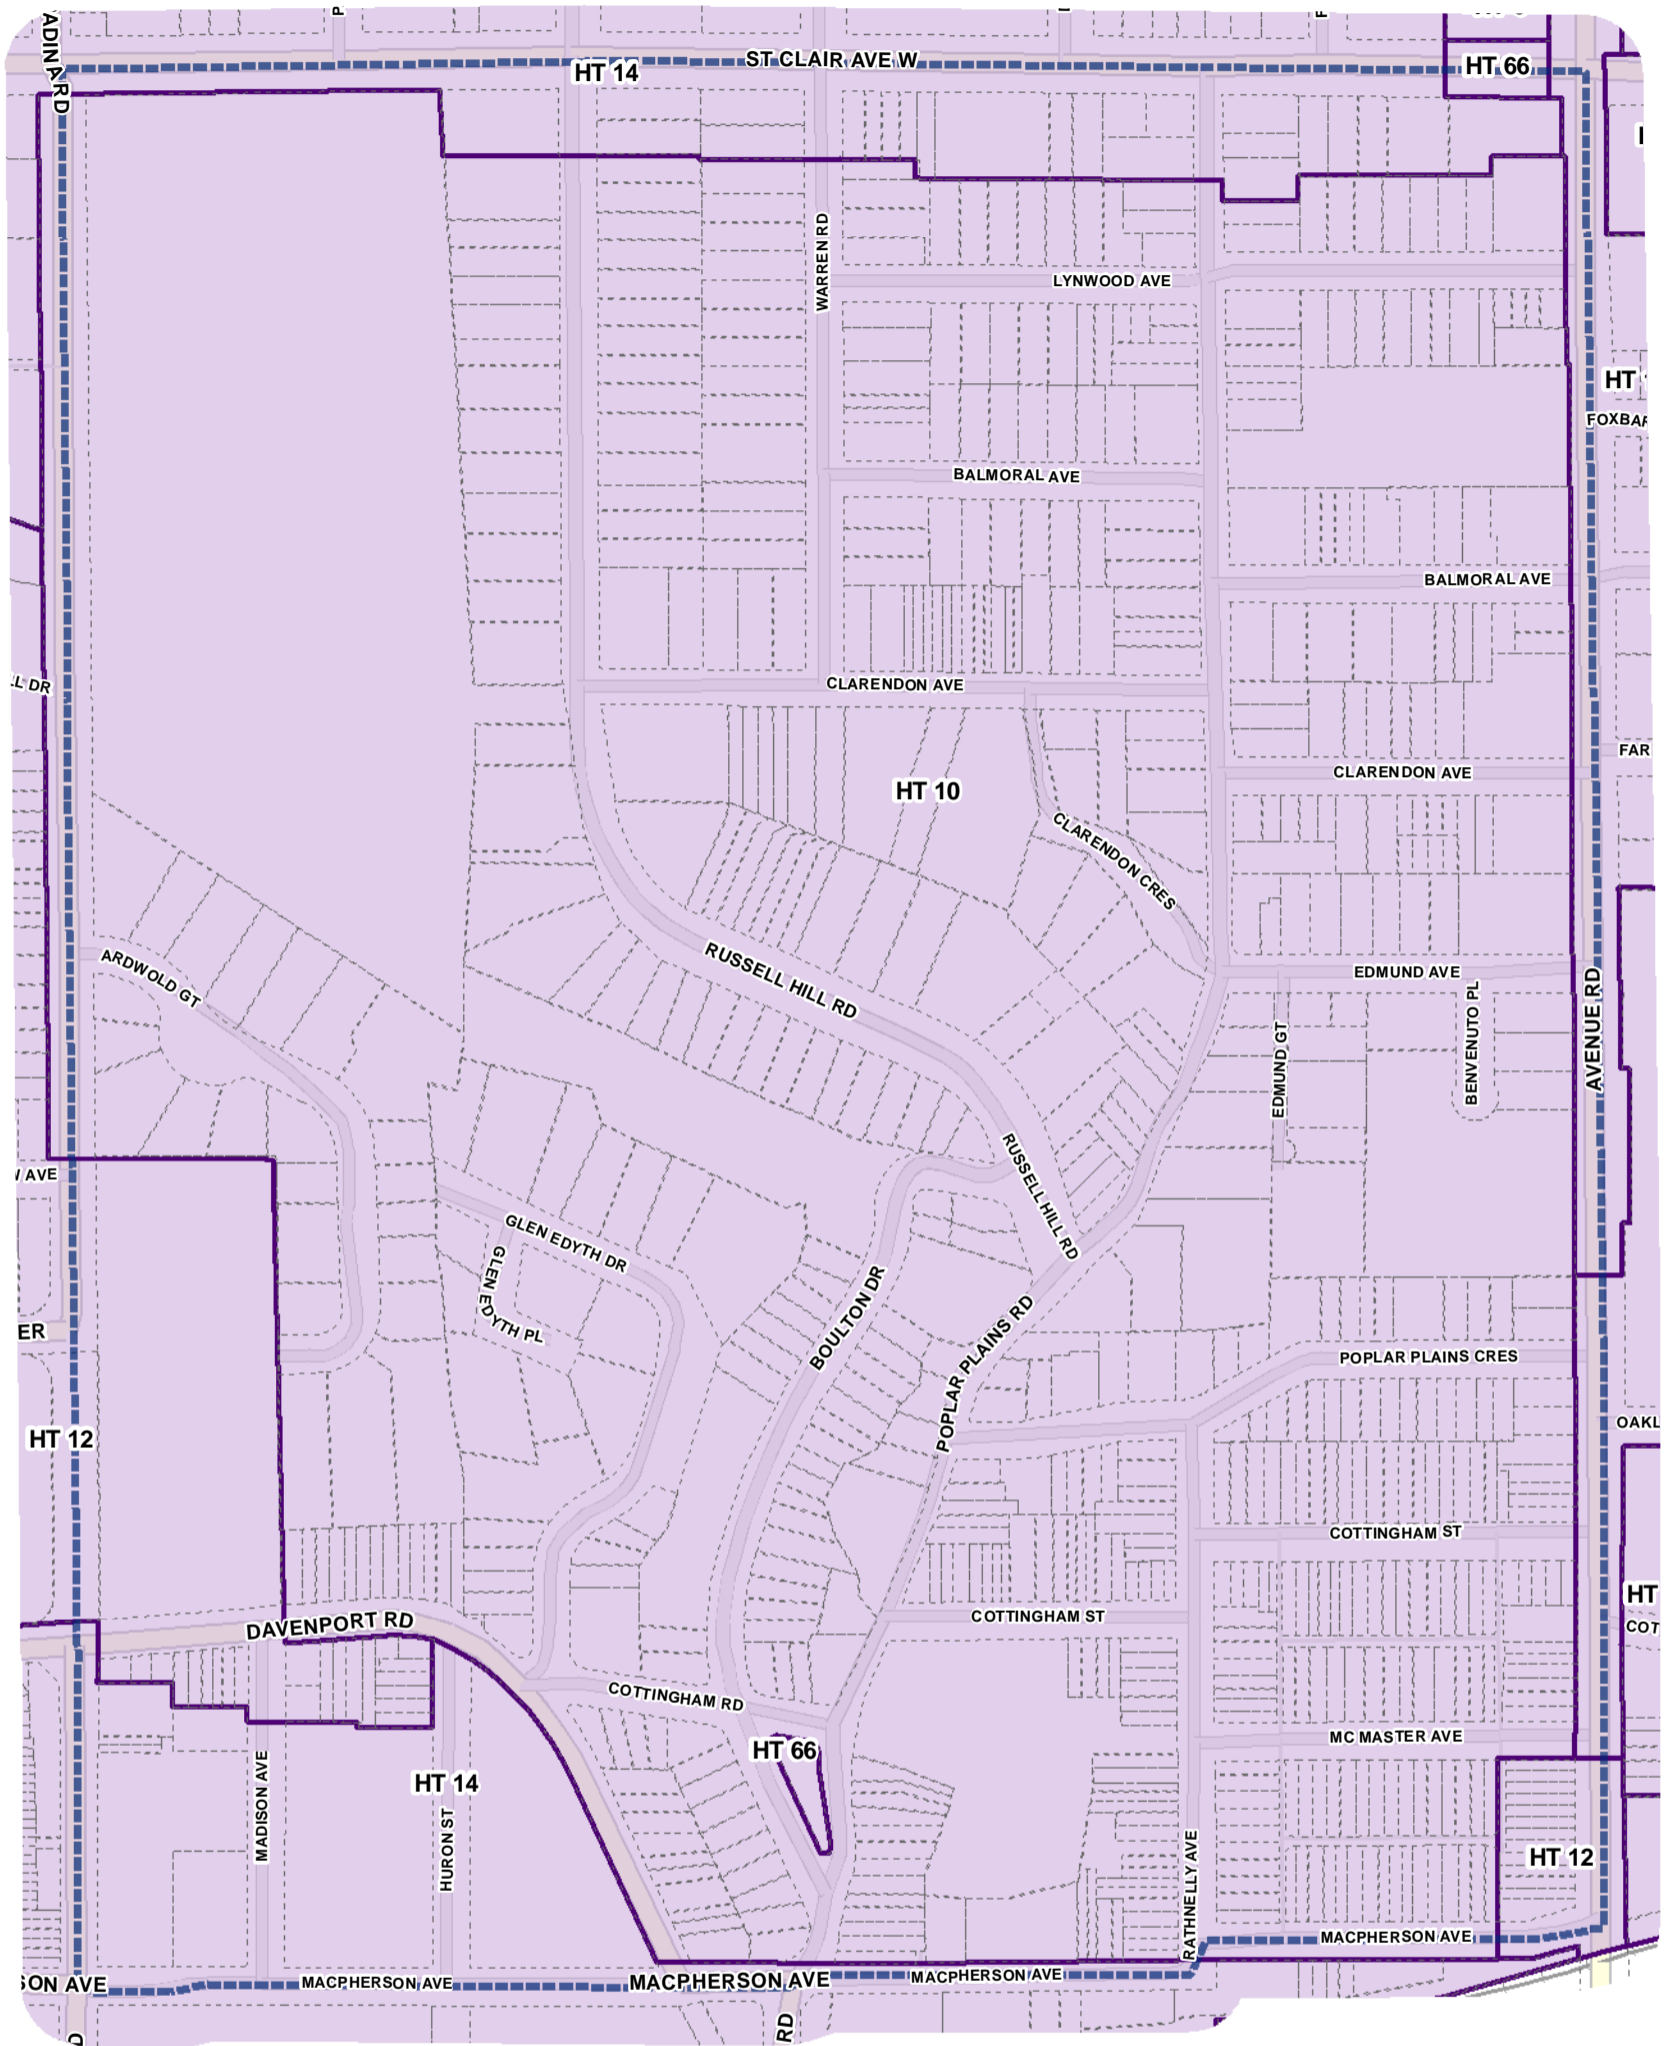 ST CLAIR AVE W
HT 14
HT 66
ADINA RD
WARREN RD
LYNWOOD AVE
HT
FOXBAR
BALMORAL AVE
BALMORAL AVE
LL DR
CLARENDON AVE
FAR
CLARENDON AVE
HT 10
CLARENDON CRES
RUSSELL HILL RD
ARDWOLD GT
EDMUND AVE
BENVENUTO PL
AVENUE RD
EDMUND GT
AVE
RUSSELL HILL RD
GLEN EDYTH DR
GLEN EDYTH PL
BOULTON DR
POPLAR PLAINS RD
ER
POPLAR PLAINS CRES
OAKL
HT 12
COTTINGHAM ST
HT
COTTINGHAM ST
COT
DAVENPORT RD
COTTINGHAM RD
MC MASTER AVE
HT 66
HT 14
MADISON AVE
HURON ST
HT 12
RATHNELLY AVE
MACPHERSON AVE
SON AVE
MACPHERSON AVE
MACPHERSON AVE
MACPHERSON AVE
RD
D